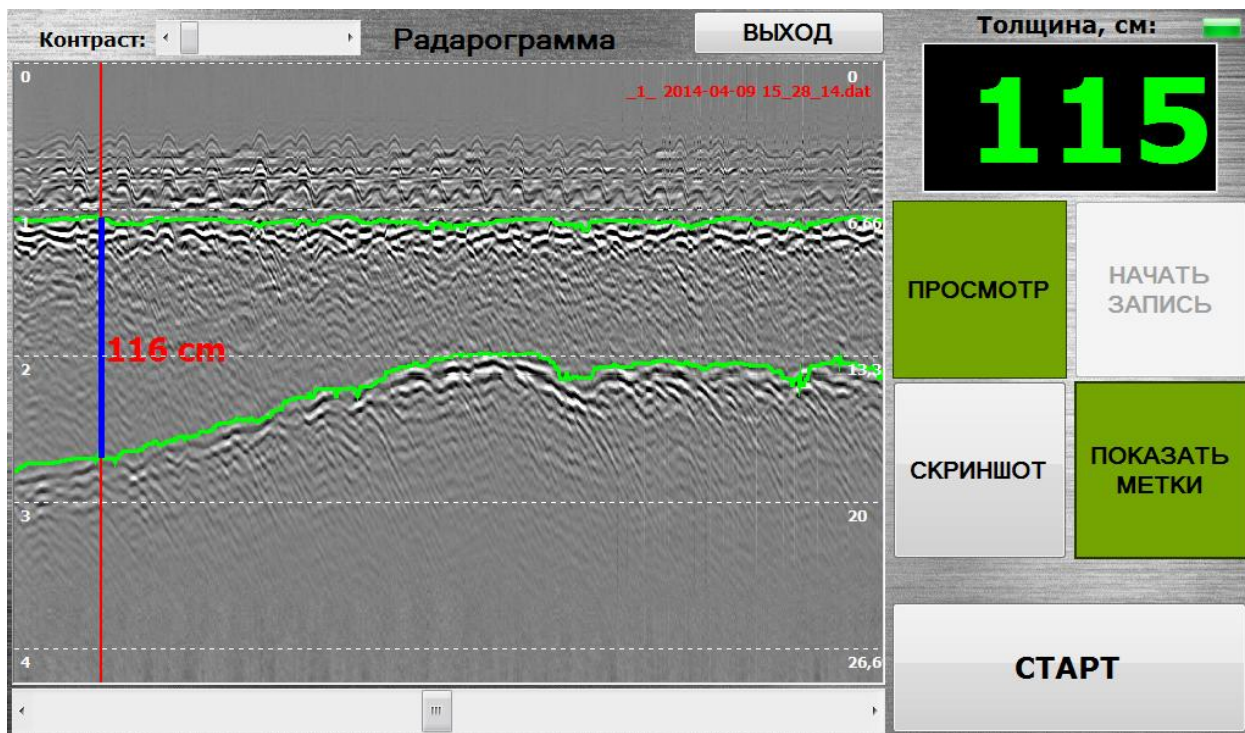 Контраст:
Радарограмма
ВЫХОД
Толщина, см:
0
0
_1_ 2014-04-09 15_28_14.dat
115
1
6,66
ПРОСМОТР
НАЧАТЬ
ЗАПИСЬ
116 cm
2
13,3
СКРИНШОТ
ПОКАЗАТЬ
МЕТКИ
3
20
4
26,6
СТАРТ